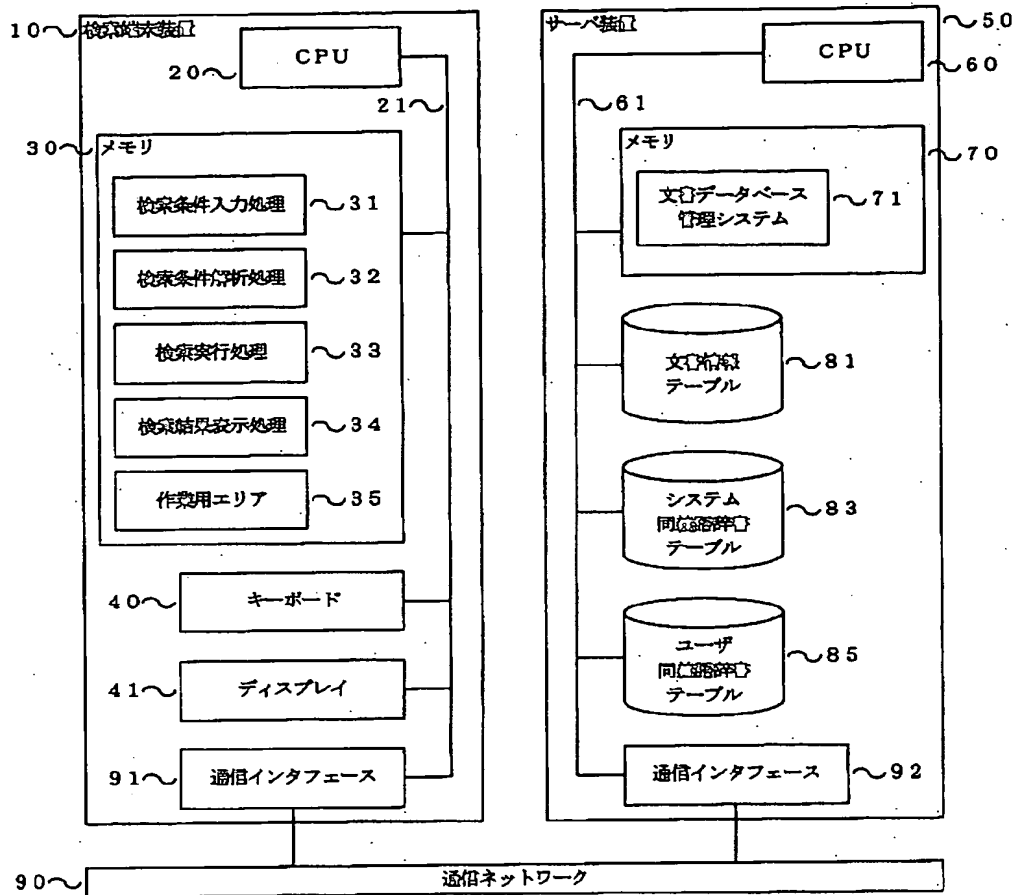 10 検索端末装置
20 CPU
21
30 メモリ
検索条件入力処理 31
検索条件解析処理 32
検索実行処理 33
検索結果表示処理 34
作業用エリア 35
40 キーボード
41 ディスプレイ
91 通信インタフェース
サーバ装置 50
CPU 60
61
メモリ 70
文書データベース 71
管理システム
文書情報 81
テーブル
システム 83
同義語辞書
テーブル
ユーザ 85
同義語辞書
テーブル
通信インタフェース 92
90 通信ネットワーク